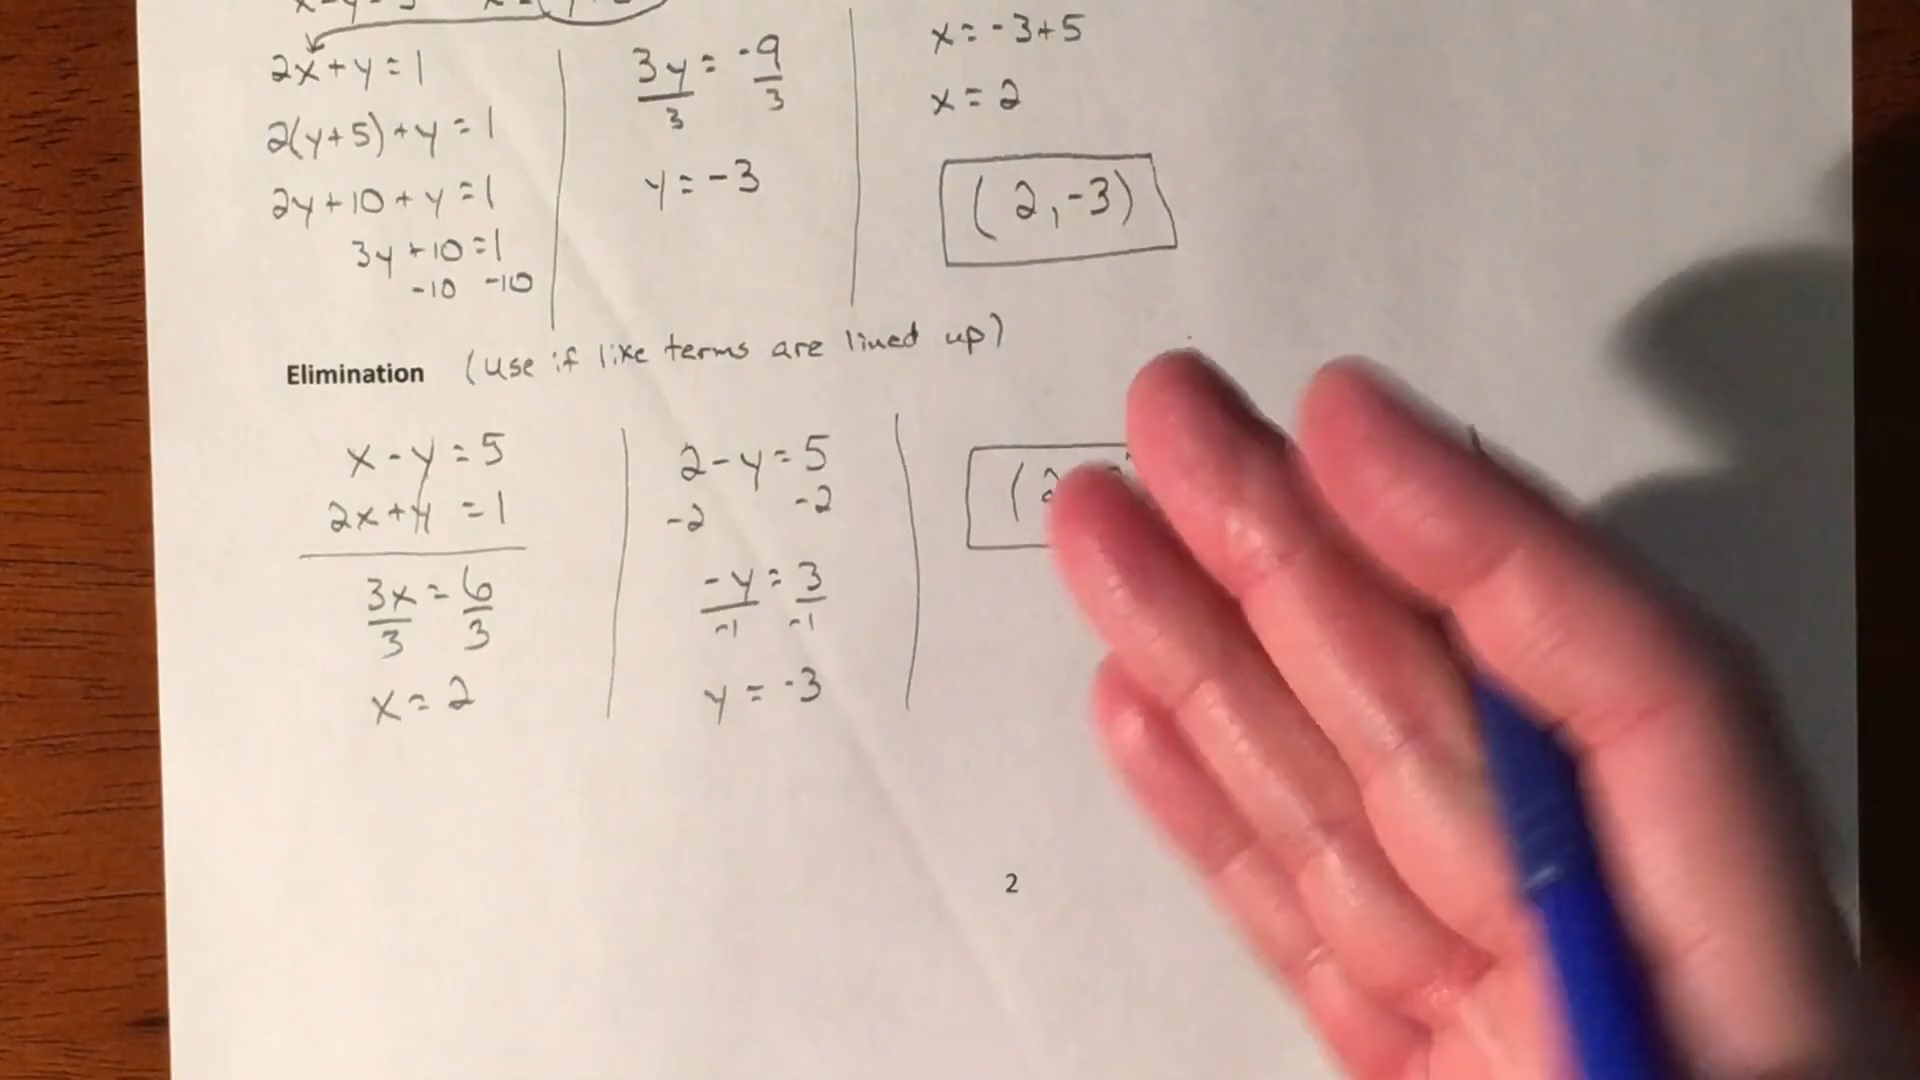 2x+y=1
2(y+5)+y=1
2y+10+y=1
3y+10=1
-10 -10
3y = -9
3 3
y=-3
x=-3+5
x=2
(2,-3)
Elimination (use if like terms are lined up)
x-y=5
2x+y=1
3x=6
3 3
x=2
2-y=5
-2 -2
-y=3
-1 -1
y=-3
(2
2